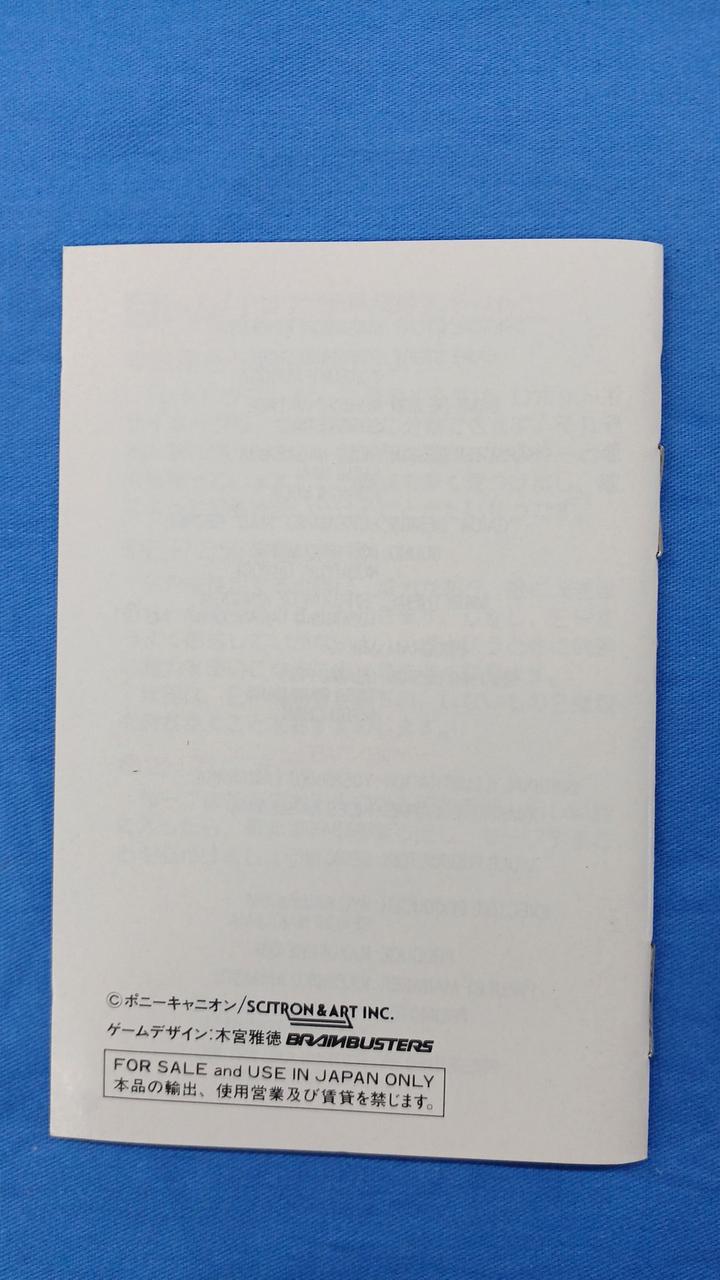 ©ポニーキャニオン/SCITRON & ART INC.
ゲームデザイン:木宮雅徳 BRAINBUSTERS
FOR SALE and USE IN JAPAN ONLY
本品の輸出、使用営業及び賃貸を禁じます。